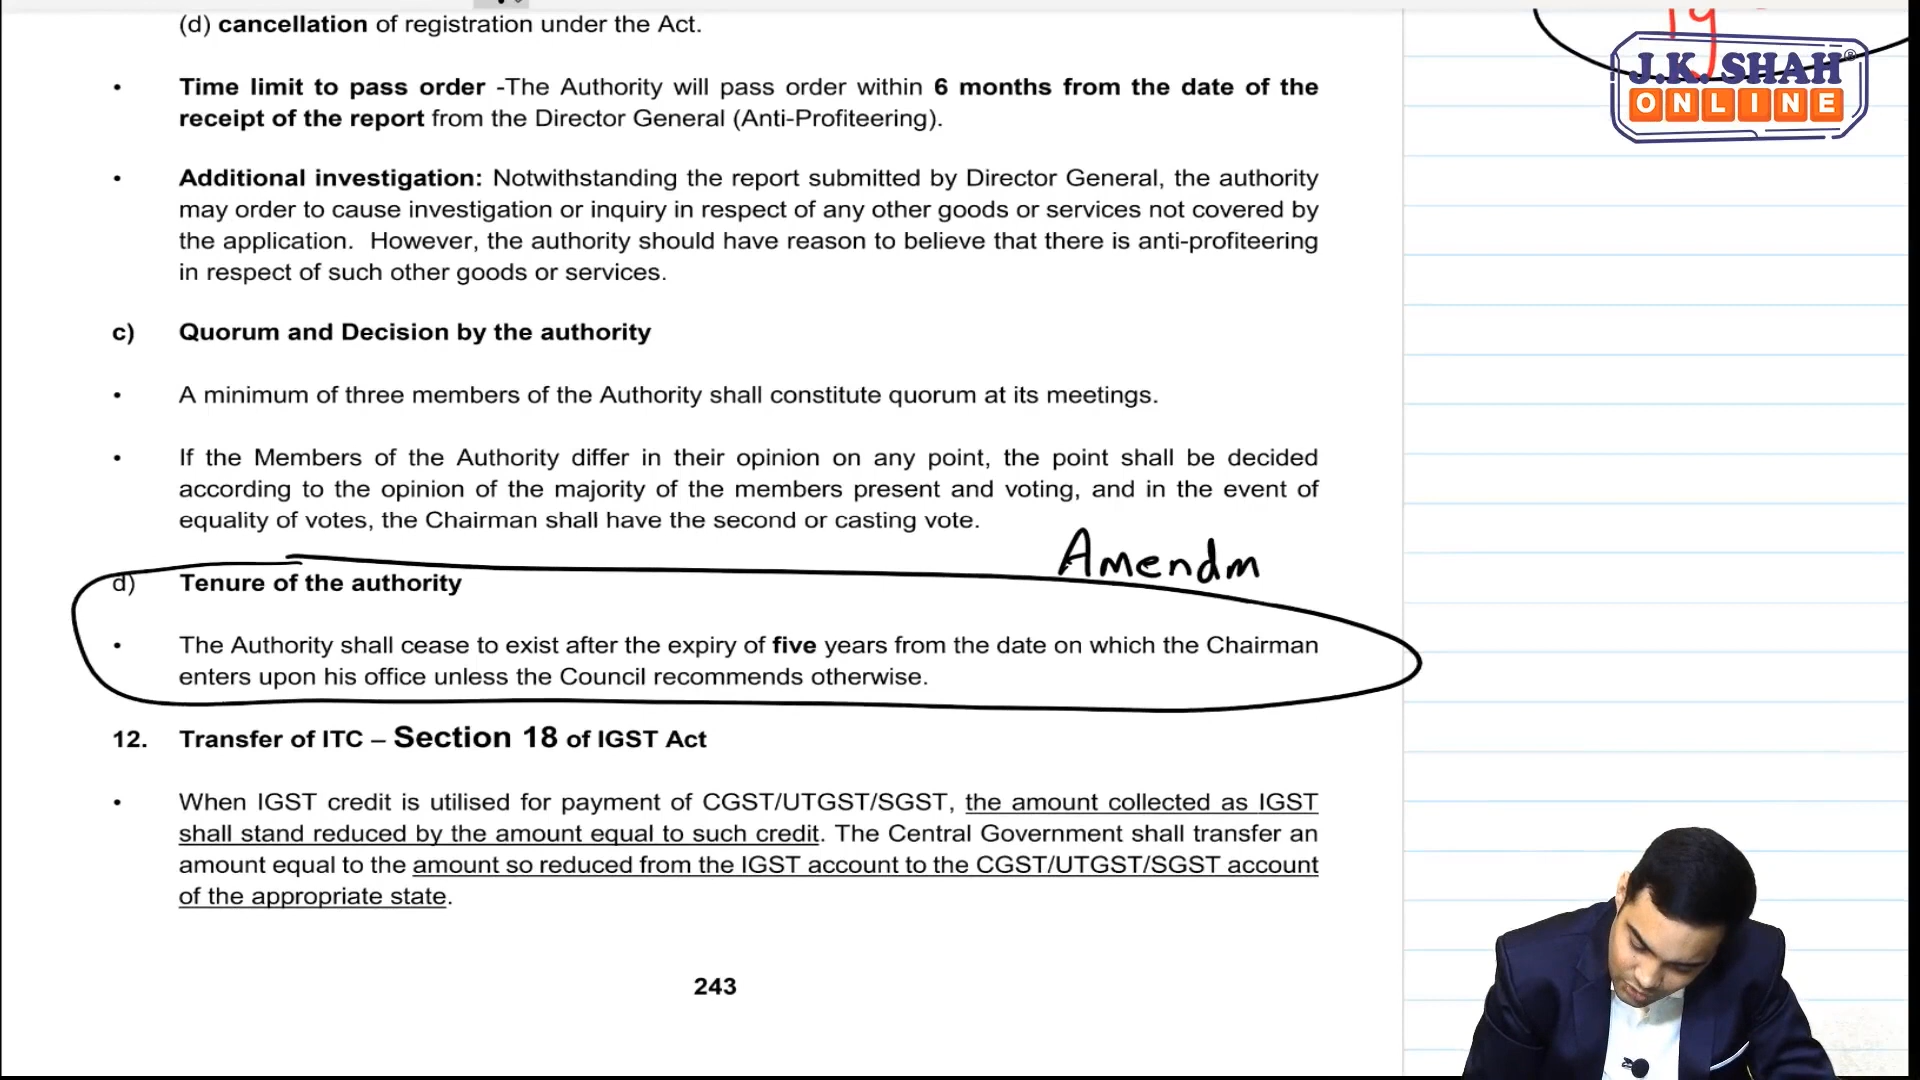 (d) cancellation of registration under the Act.
J.K. SHAH®
ONLINE
• Time limit to pass order -The Authority will pass order within 6 months from the date of the
receipt of the report from the Director General (Anti-Profiteering).
• Additional investigation: Notwithstanding the report submitted by Director General, the authority
may order to cause investigation or inquiry in respect of any other goods or services not covered by
the application. However, the authority should have reason to believe that there is anti-profiteering
in respect of such other goods or services.
c) Quorum and Decision by the authority
• A minimum of three members of the Authority shall constitute quorum at its meetings.
• If the Members of the Authority differ in their opinion on any point, the point shall be decided
according to the opinion of the majority of the members present and voting, and in the event of
equality of votes, the Chairman shall have the second or casting vote.
Amendm
d) Tenure of the authority
• The Authority shall cease to exist after the expiry of five years from the date on which the Chairman
enters upon his office unless the Council recommends otherwise.
12. Transfer of ITC – Section 18 of IGST Act
• When IGST credit is utilised for payment of CGST/UTGST/SGST, the amount collected as IGST
shall stand reduced by the amount equal to such credit. The Central Government shall transfer an
amount equal to the amount so reduced from the IGST account to the CGST/UTGST/SGST account
of the appropriate state.
243